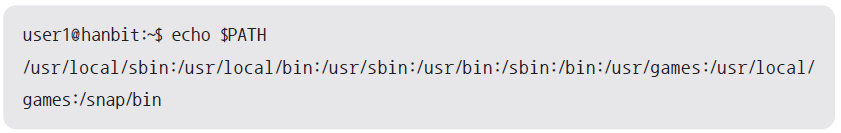 user1@hanbit:~$ echo $PATH
/usr/local/sbin:/usr/local/bin:/usr/sbin:/usr/bin:/sbin:/bin:/usr/games:/usr/local/
games:/snap/bin